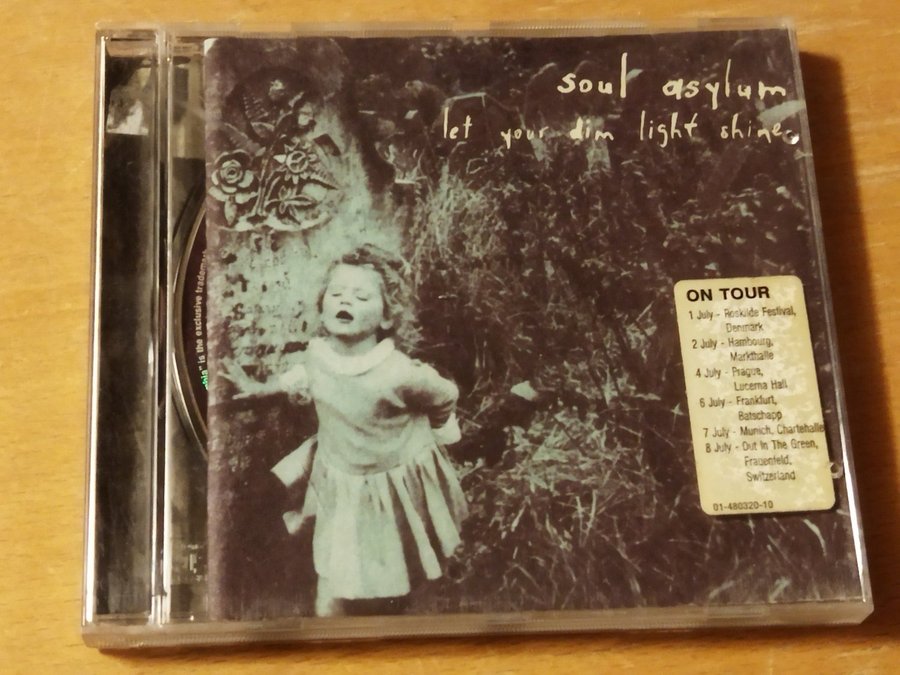 soul asylum
let your dim light shine
" is the exclusive trademark
ON TOUR
1 July - Roskilde Festival,
Denmark
2 July - Hambourg,
Markthalle
4 July - Prague,
Lucerna Hall
6 July - Frankfurt,
Batschapp
7 July - Munich, Charterhalle
8 July - Out In The Green,
Frauenfeld,
Switzerland
01-480320-10